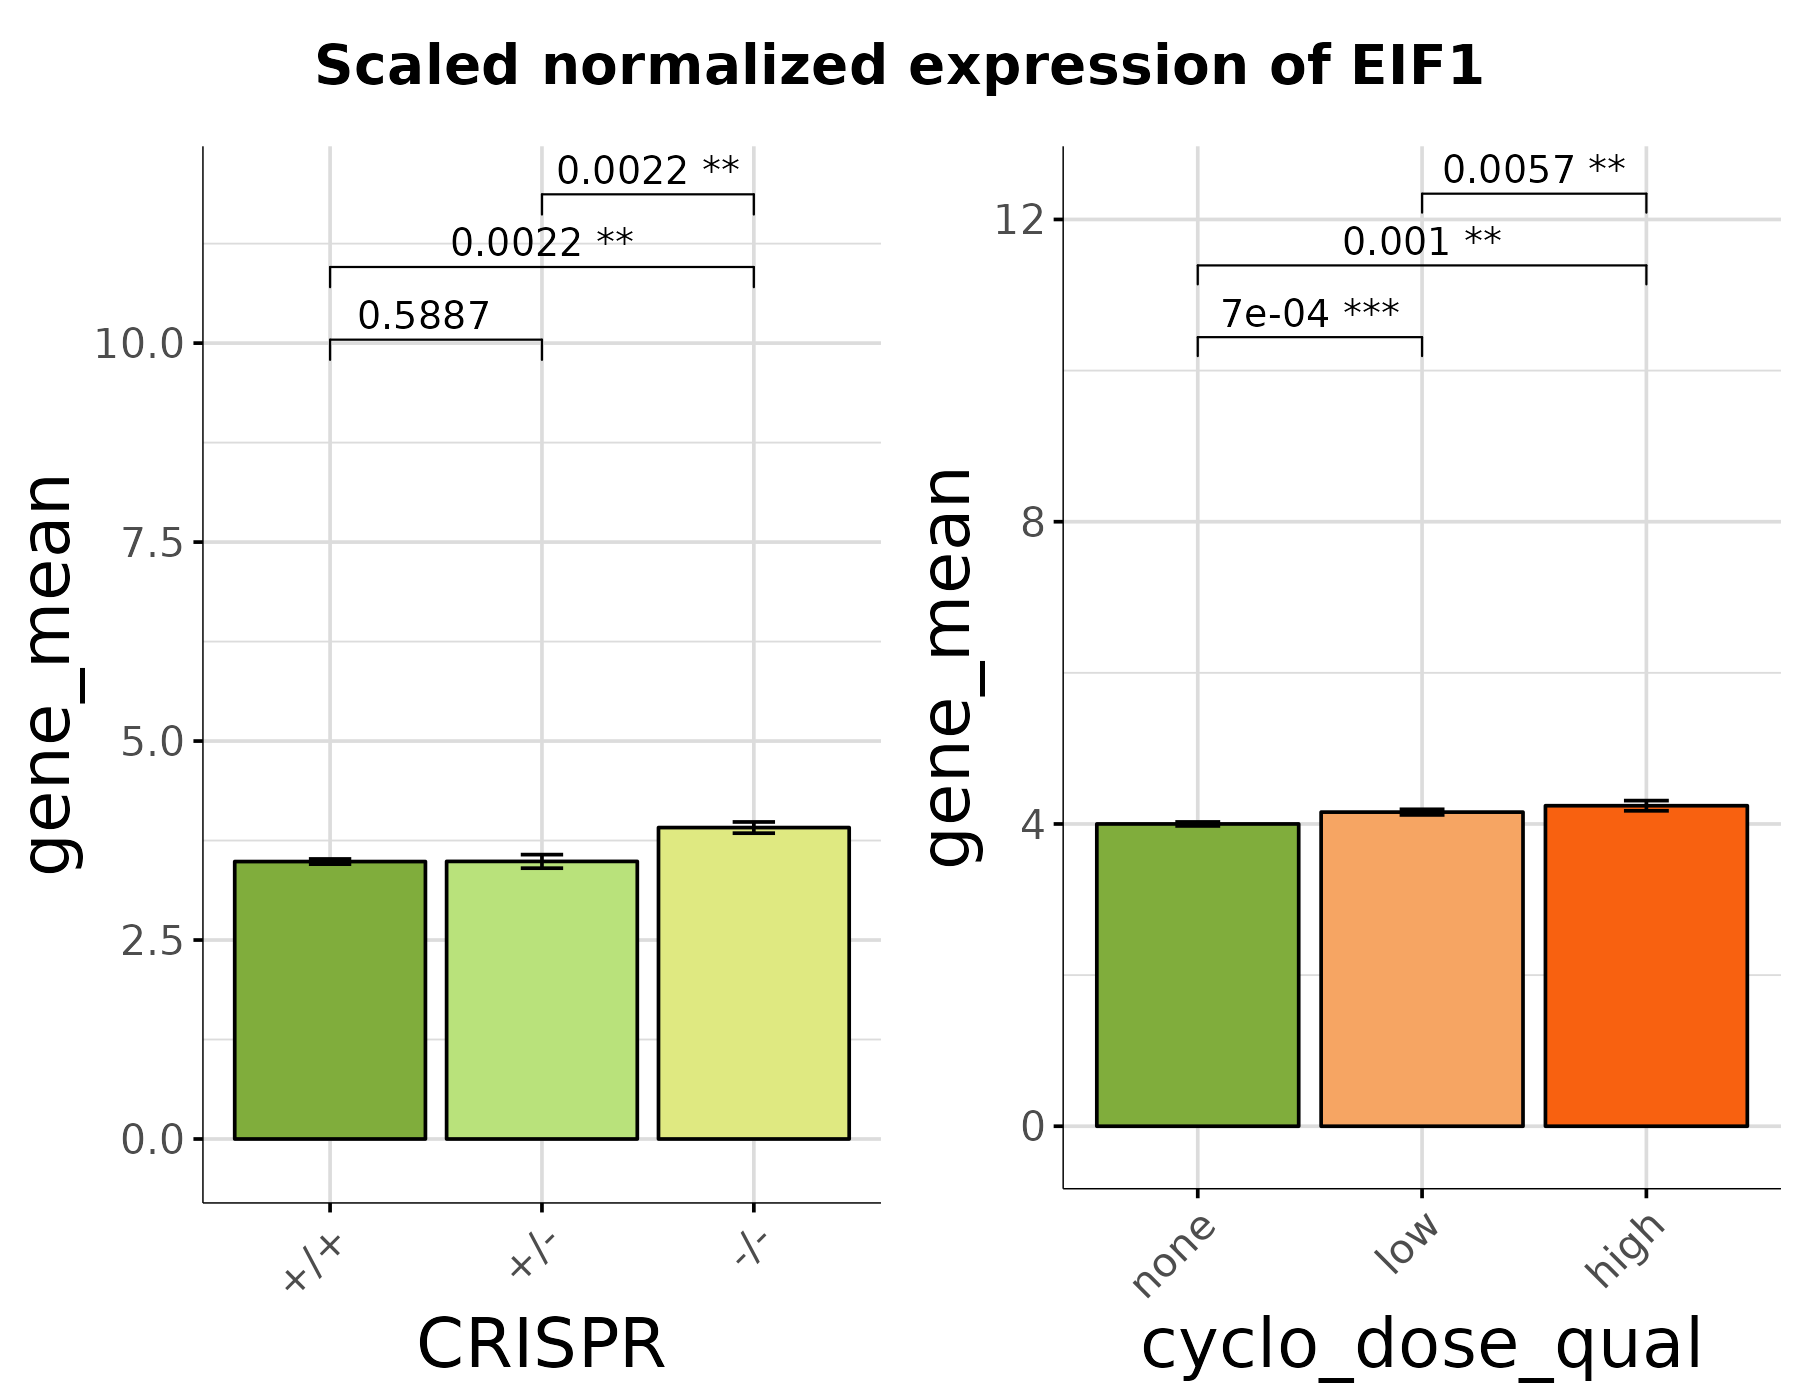 Scaled normalized expression of EIF1
gene_mean
10.0
7.5
5.0
2.5
0.0
0.0022 **
0.0022 **
0.5887
+/+
+/-
-/-
CRISPR
gene_mean
12
8
4
0
0.0057 **
0.001 **
7e-04 ***
none
low
high
cyclo_dose_qual